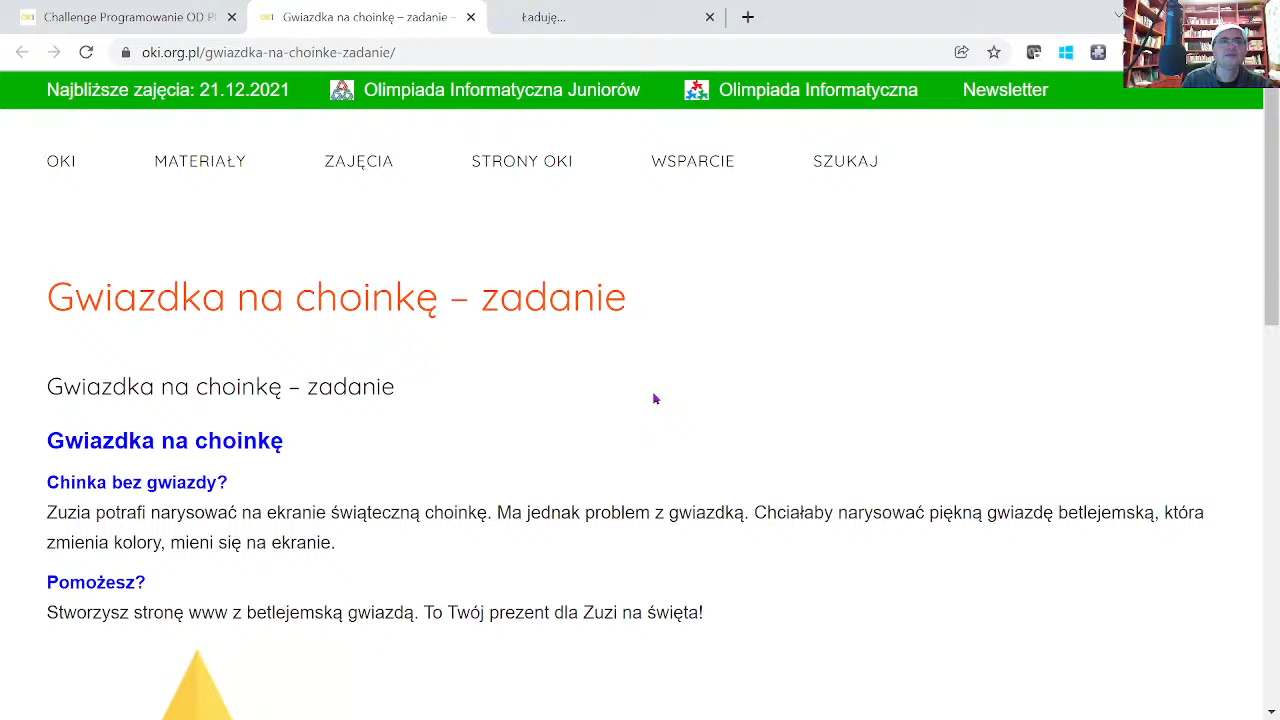 Challenge Programowanie OD P
Gwiazdka na choinkę – zadanie –
Ładuję...
oki.org.pl/gwiazdka-na-choinke-zadanie/
Najbliższe zajęcia: 21.12.2021 Olimpiada Informatyczna Juniorów Olimpiada Informatyczna Newsletter
OKI MATERIAŁY ZAJĘCIA STRONY OKI WSPARCIE SZUKAJ
Gwiazdka na choinkę – zadanie
Gwiazdka na choinkę – zadanie
Gwiazdka na choinkę
Chinka bez gwiazdy?
Zuzia potrafi narysować na ekranie świąteczną choinkę. Ma jednak problem z gwiazdką. Chciałaby narysować piękną gwiazdę betlejemską, która
zmienia kolory, mieni się na ekranie.
Pomożesz?
Stworzysz stronę www z betlejemską gwiazdą. To Twój prezent dla Zuzi na święta!